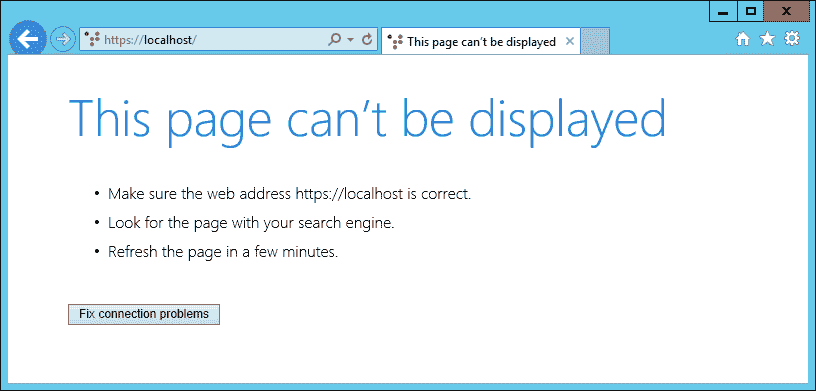 https://localhost/
This page can't be displayed
This page can't be displayed
• Make sure the web address https://localhost is correct.
• Look for the page with your search engine.
• Refresh the page in a few minutes.
Fix connection problems